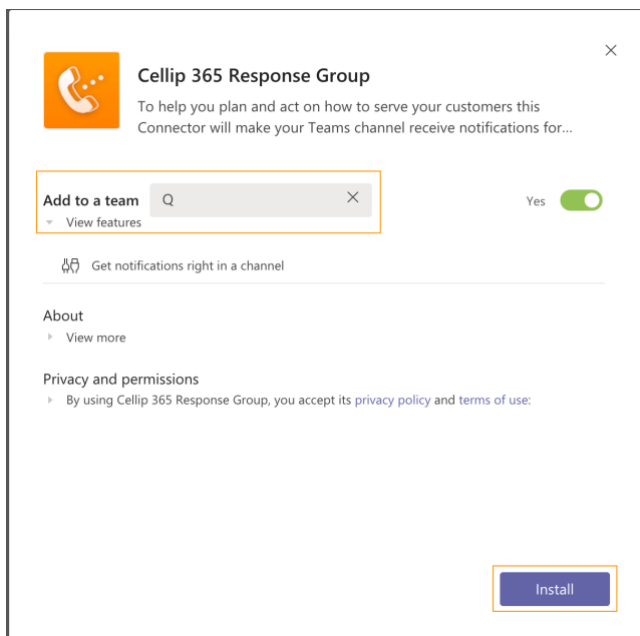 Cellip 365 Response Group
To help you plan and act on how to serve your customers this
Connector will make your Teams channel receive notifications for...
Add to a team
Q
Yes
View features
Get notifications right in a channel
About
View more
Privacy and permissions
By using Cellip 365 Response Group, you accept its privacy policy and terms of use:
Install